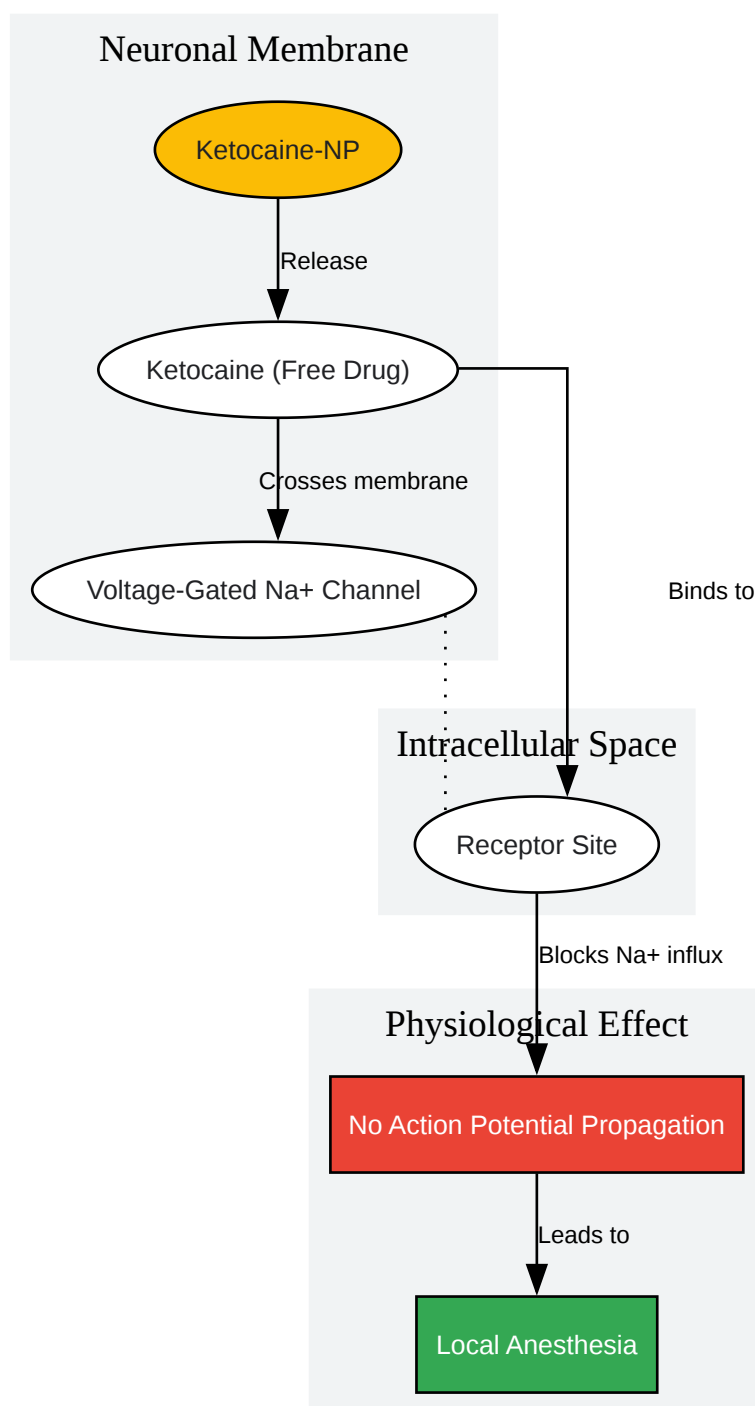 Neuronal Membrane
Ketocaine-NP
Release
Ketocaine (Free Drug)
Crosses membrane
Voltage-Gated Na+ Channel
Binds to
Intracellular Space
Receptor Site
Blocks Na+ influx
Physiological Effect
No Action Potential Propagation
Leads to
Local Anesthesia